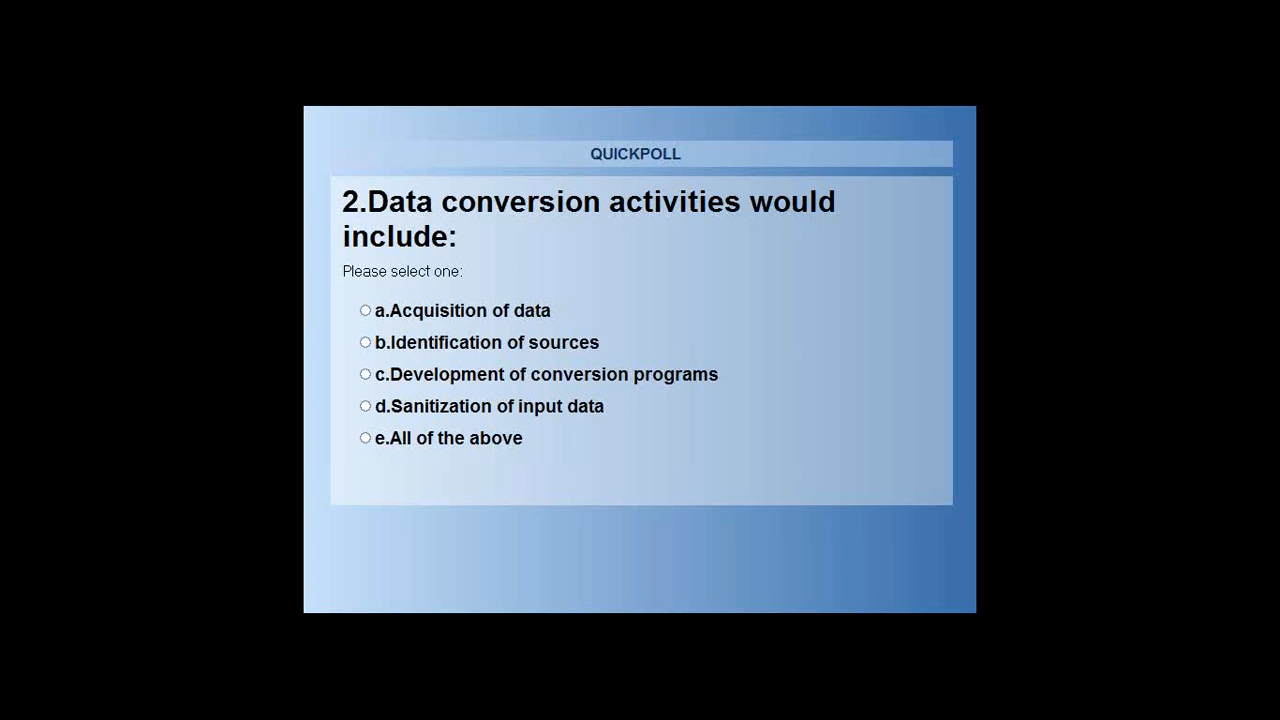 QUICKPOLL
2.Data conversion activities would
include:
Please select one:
a.Acquisition of data
b.Identification of sources
c.Development of conversion programs
d.Sanitization of input data
e.All of the above